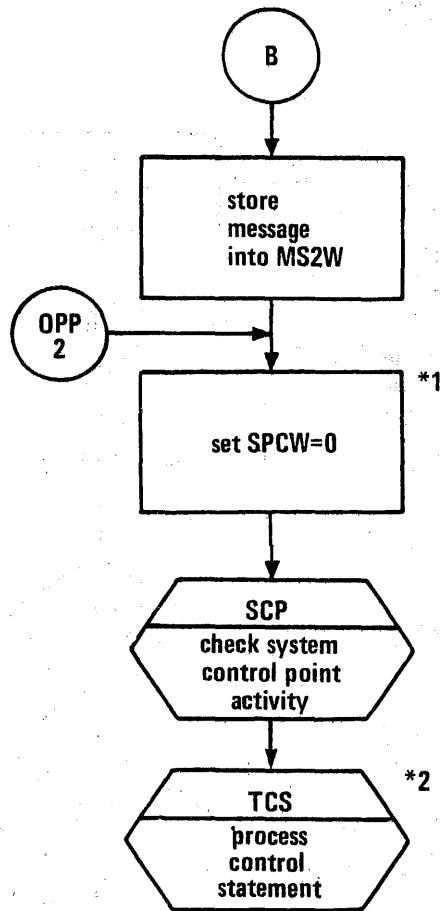 B
store
message
into MS2W
OPP
2
*1
set SPCW=0
SCP
check system
control point
activity
*2
TCS
process
control
statement